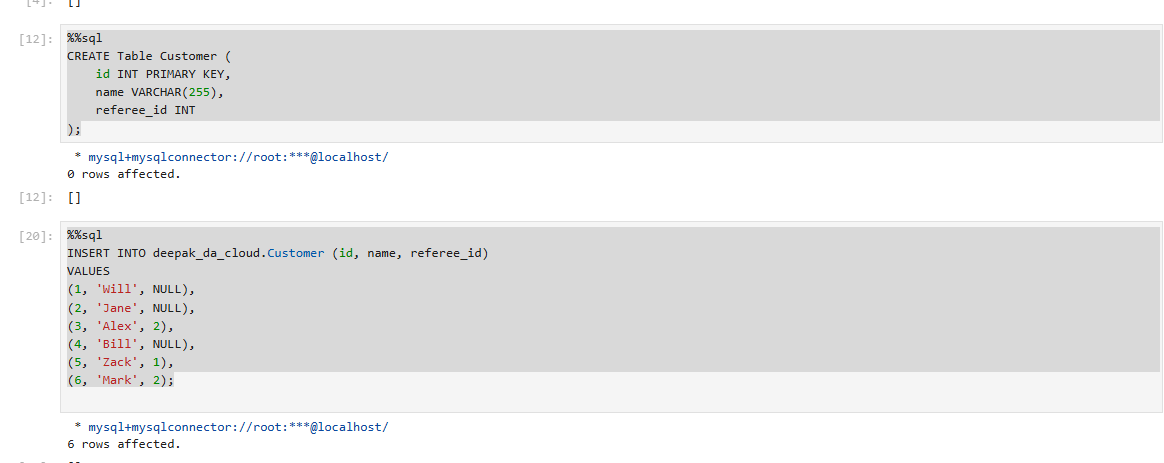 [4]: []
[12]: %%sql
CREATE Table Customer (
    id INT PRIMARY KEY,
    name VARCHAR(255),
    referee_id INT
);
* mysql+mysqlconnector://root:***@localhost/
0 rows affected.
[12]: []
[20]: %%sql
INSERT INTO deepak_da_cloud.Customer (id, name, referee_id)
VALUES
(1, 'Will', NULL),
(2, 'Jane', NULL),
(3, 'Alex', 2),
(4, 'Bill', NULL),
(5, 'Zack', 1),
(6, 'Mark', 2);
* mysql+mysqlconnector://root:***@localhost/
6 rows affected.